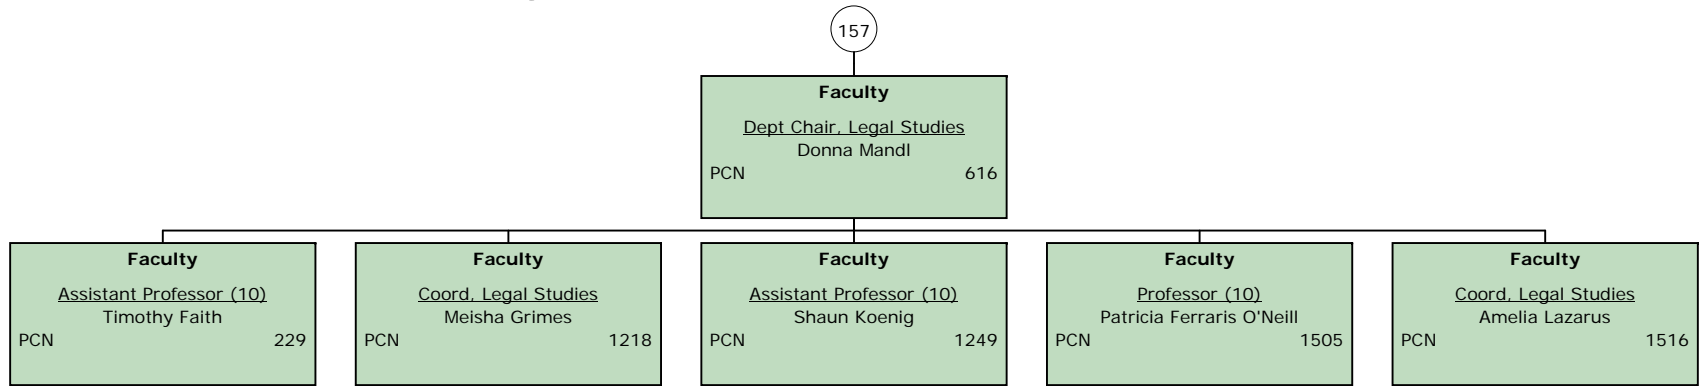 157
Faculty
Dept Chair, Legal Studies
Donna Mandl
PCN 616
Faculty
Assistant Professor (10)
Timothy Faith
PCN 229
Faculty
Coord, Legal Studies
Meisha Grimes
PCN 1218
Faculty
Assistant Professor (10)
Shaun Koenig
PCN 1249
Faculty
Professor (10)
Patricia Ferraris O'Neill
PCN 1505
Faculty
Coord, Legal Studies
Amelia Lazarus
PCN 1516